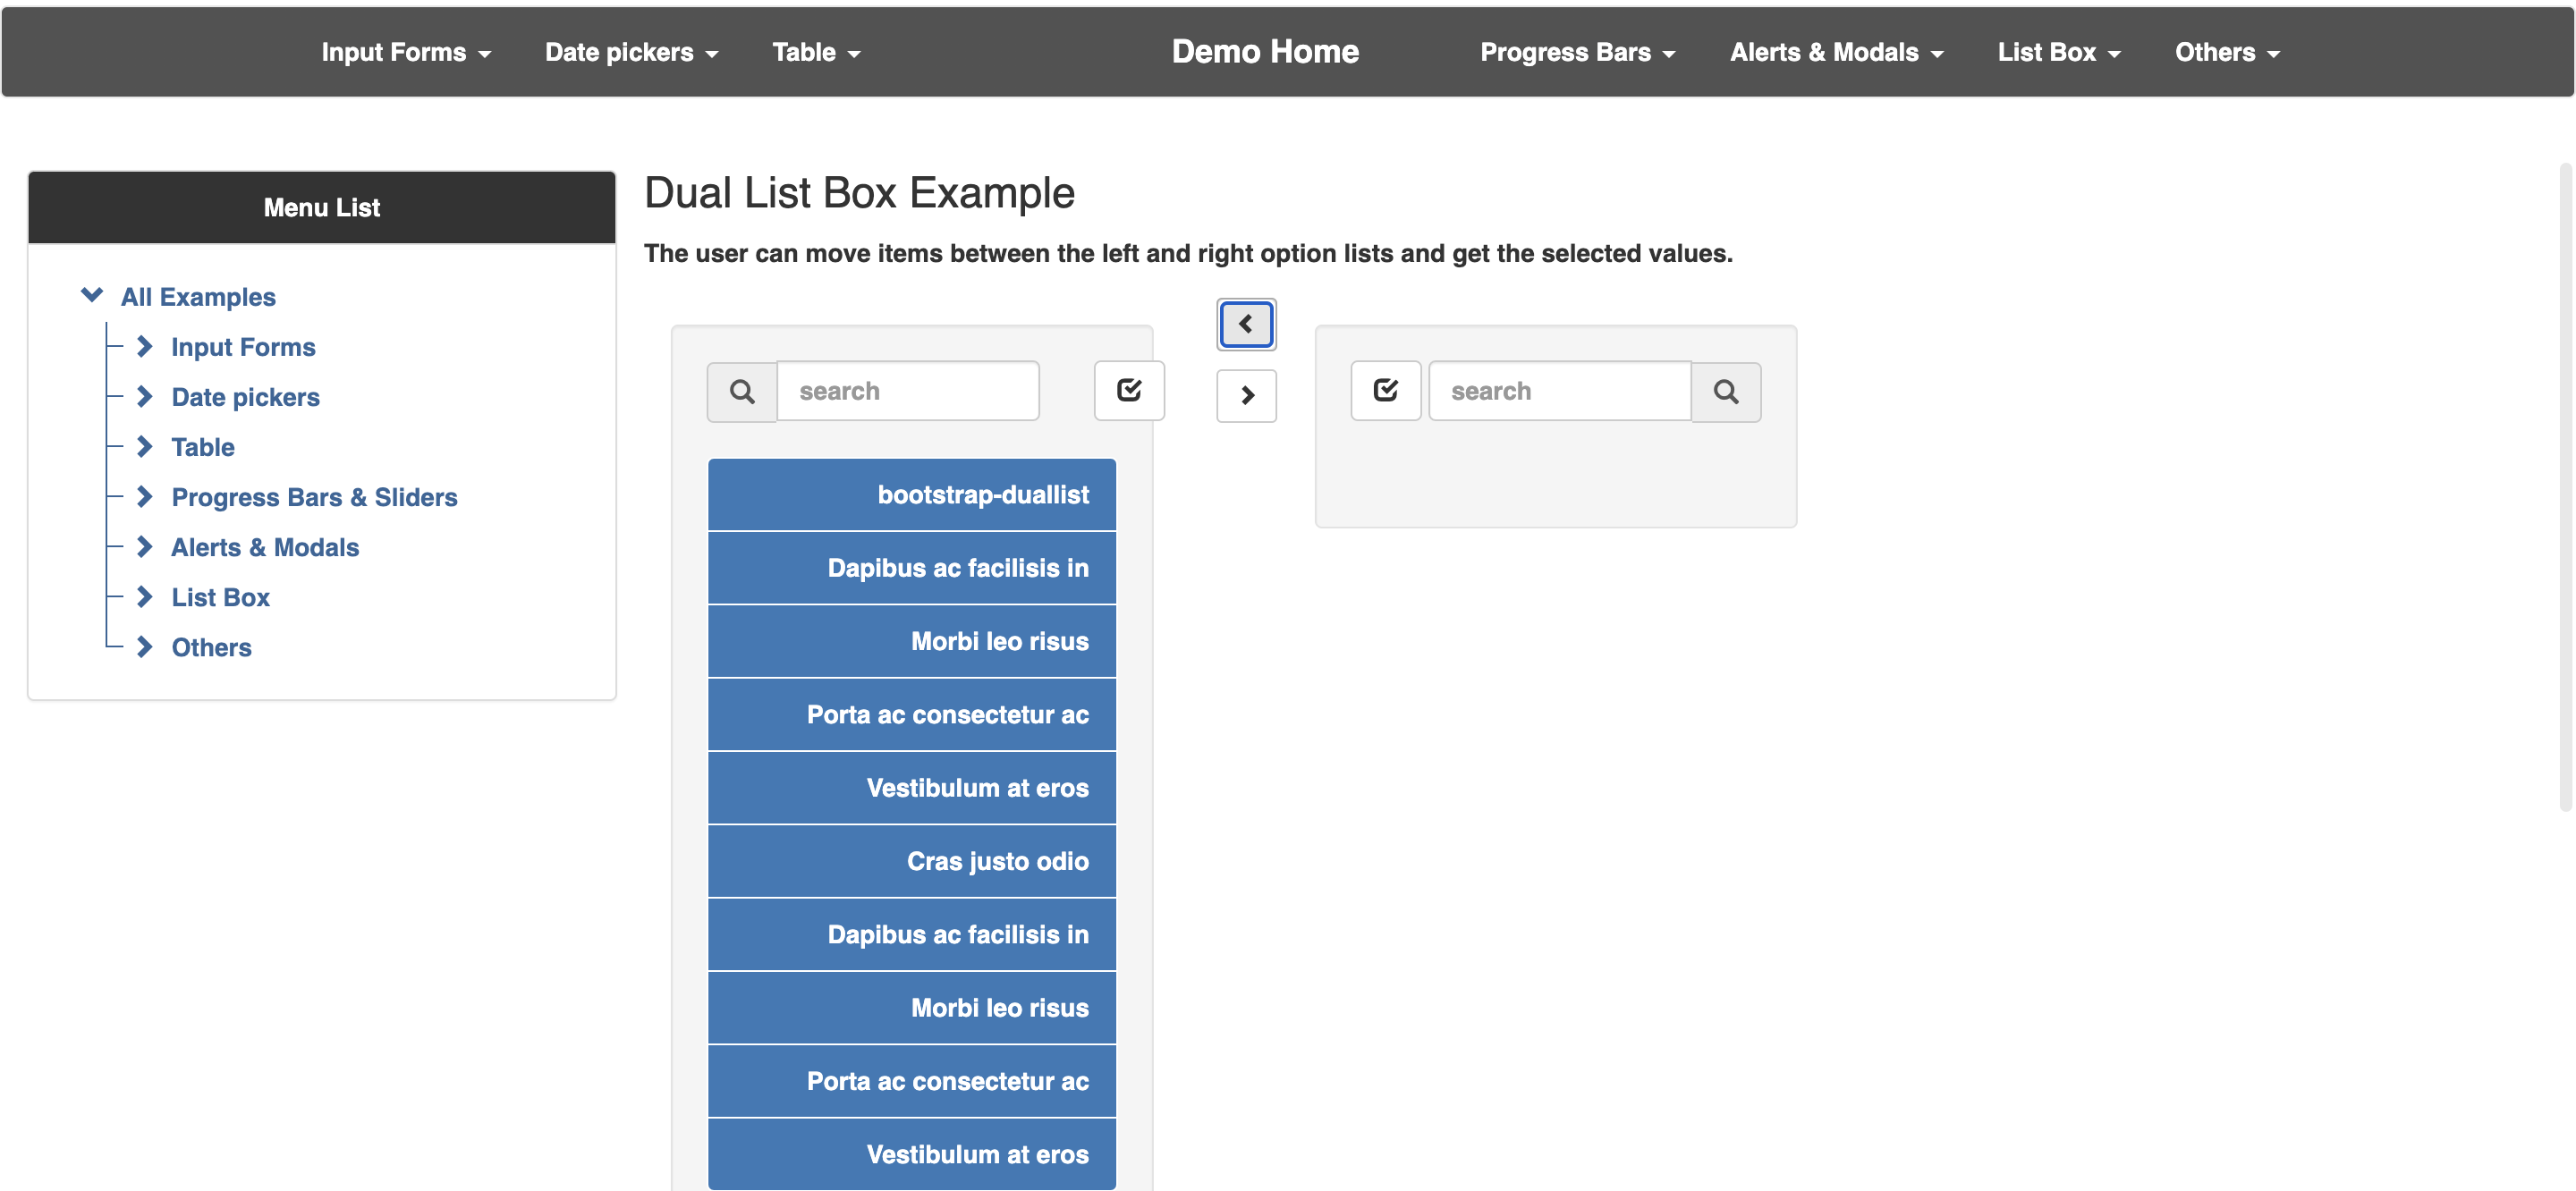 Input Forms
Date pickers
Table
Demo Home
Progress Bars
Alerts & Modals
List Box
Others
Menu List
All Examples
Input Forms
Date pickers
Table
Progress Bars & Sliders
Alerts & Modals
List Box
Others
Dual List Box Example
The user can move items between the left and right option lists and get the selected values.
search
bootstrap-duallist
Dapibus ac facilisis in
Morbi leo risus
Porta ac consectetur ac
Vestibulum at eros
Cras justo odio
Dapibus ac facilisis in
Morbi leo risus
Porta ac consectetur ac
Vestibulum at eros
search